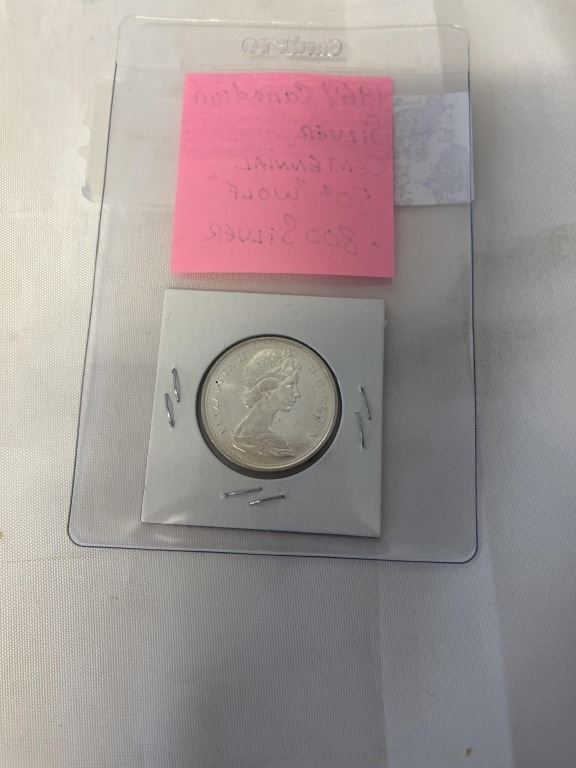 CardPro
1967 Canadian
SILVER
CENTENNIAL
50¢ "WOLF"
.800 SILVER
ELIZABETH II D·G·REGINA